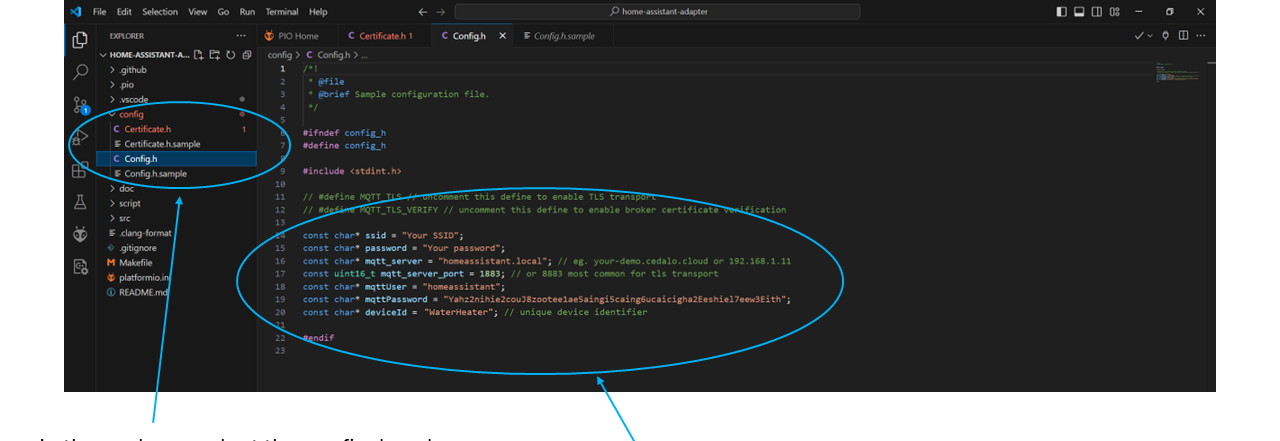 File Edit Selection View Go Run Terminal Help
home-assistant-adapter
EXPLORER
PIO Home
Certificate.h 1
Config.h
Config.h.sample
HOME-ASSISTANT-A...
config > C Config.h > ...
.github
.pio
.vscode
config
Certificate.h 1
Certificate.h.sample
Config.h
Config.h.sample
doc
script
src
.clang-format
.gitignore
Makefile
platformio.ini
README.md
1
1 /*!
2 * @file
3 * @brief Sample configuration file.
4 */
5
6 #ifndef config_h
7 #define config_h
8
9 #include <stdint.h>
10
11 // #define MQTT_TLS // uncomment this define to enable TLS transport
12 // #define MQTT_TLS_VERIFY // uncomment this define to enable broker certificate verification
13
14 const char* ssid = "Your SSID";
15 const char* password = "Your password";
16 const char* mqtt_server = "homeassistant.local"; // eg. your-demo.cedalo.cloud or 192.168.1.11
17 const uint16_t mqtt_server_port = 1883; // or 8883 most common for tls transport
18 const char* mqttUser = "homeassistant";
19 const char* mqttPassword = "Yahz2nihie2couJ8zootee1ae5aingi5caing6ucaicigha2Eeshiel7eew3Eith";
20 const char* deviceId = "WaterHeater"; // unique device identifier
21
22 #endif
23